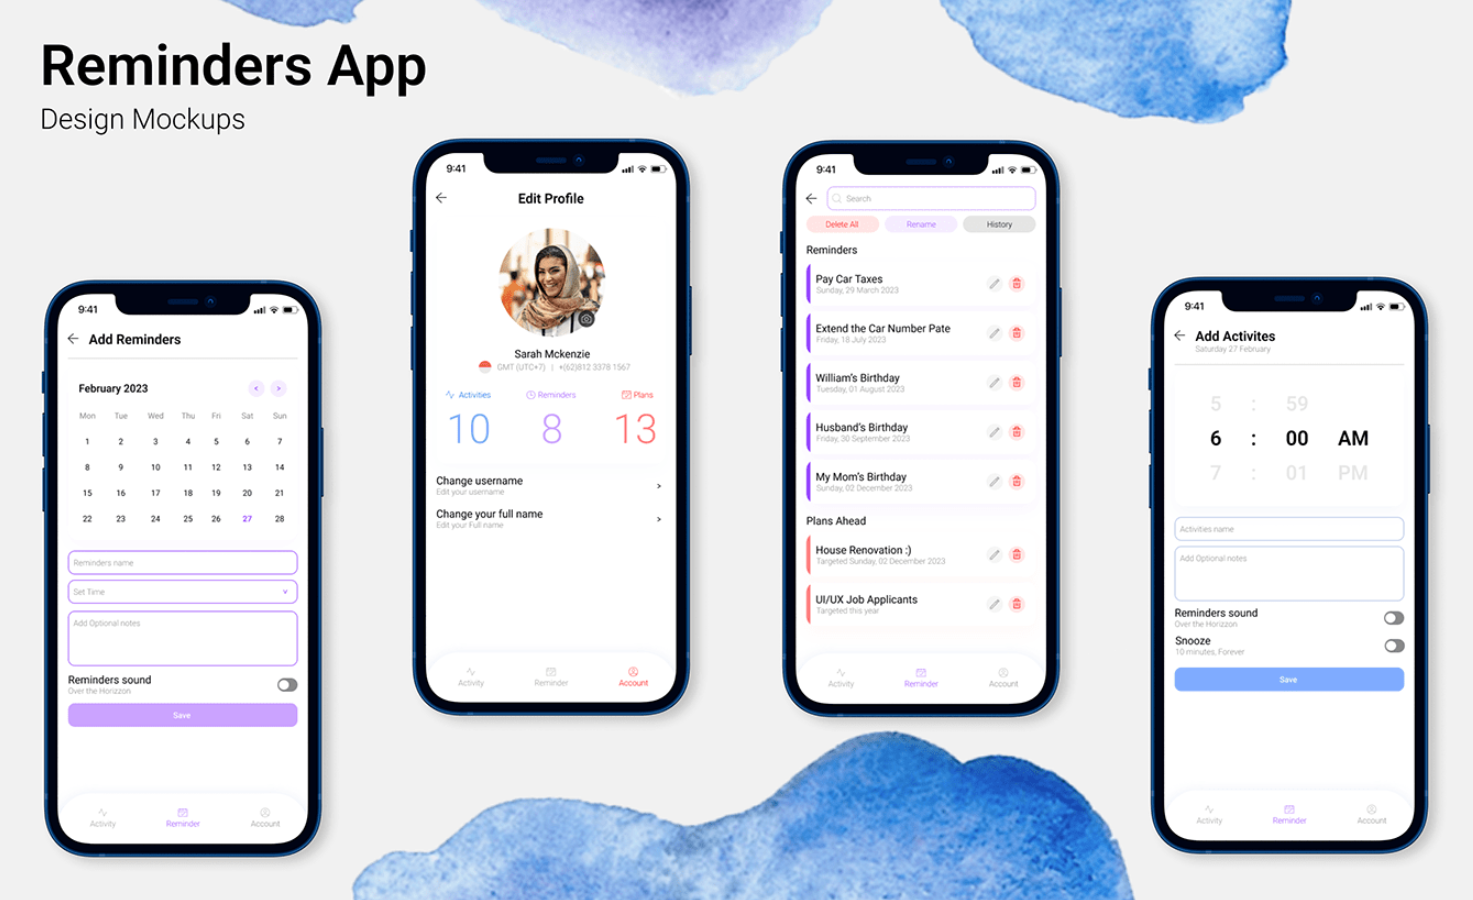 Reminders App
Design Mockups
9:41
Add Reminders
February 2023
< >
Mon Tue Wed Thu Fri Sat Sun
1 2 3 4 5 6 7
8 9 10 11 12 13 14
15 16 17 18 19 20 21
22 23 24 25 26 27 28
Reminders name
Set Time
Add Optional notes
Reminders sound
Over the Horizzon
Save
Activity Reminder Account
9:41
Edit Profile
Sarah Mckenzie
GMT (UTC+7) | +(62)812 3378 1567
Activities Reminders Plans
10 8 13
Change username
Edit your username
Change your full name
Edit your Full name
Activity Reminder Account
9:41
Search
Delete All Rename History
Reminders
Pay Car Taxes
Sunday, 29 March 2023
Extend the Car Number Pate
Friday, 18 July 2023
William's Birthday
Tuesday, 01 August 2023
Husband's Birthday
Friday, 30 September 2023
My Mom's Birthday
Sunday, 02 December 2023
Plans Ahead
House Renovation :)
Targeted Sunday, 02 December 2023
UI/UX Job Applicants
Targeted this year
Activity Reminder Account
9:41
Add Activites
Saturday 27 February
5 : 59
6 : 00 AM
7 : 01 PM
Activities name
Add Optional notes
Reminders sound
Over the Horizzon
Snooze
10 minutes, Forever
Save
Activity Reminder Account